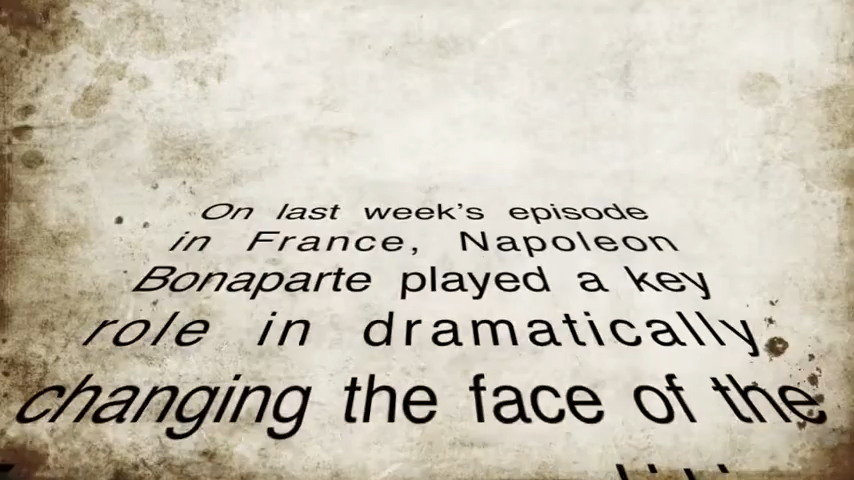 On last week's episode
in France, Napoleon
Bonaparte played a key
role in dramatically
changing the face of the